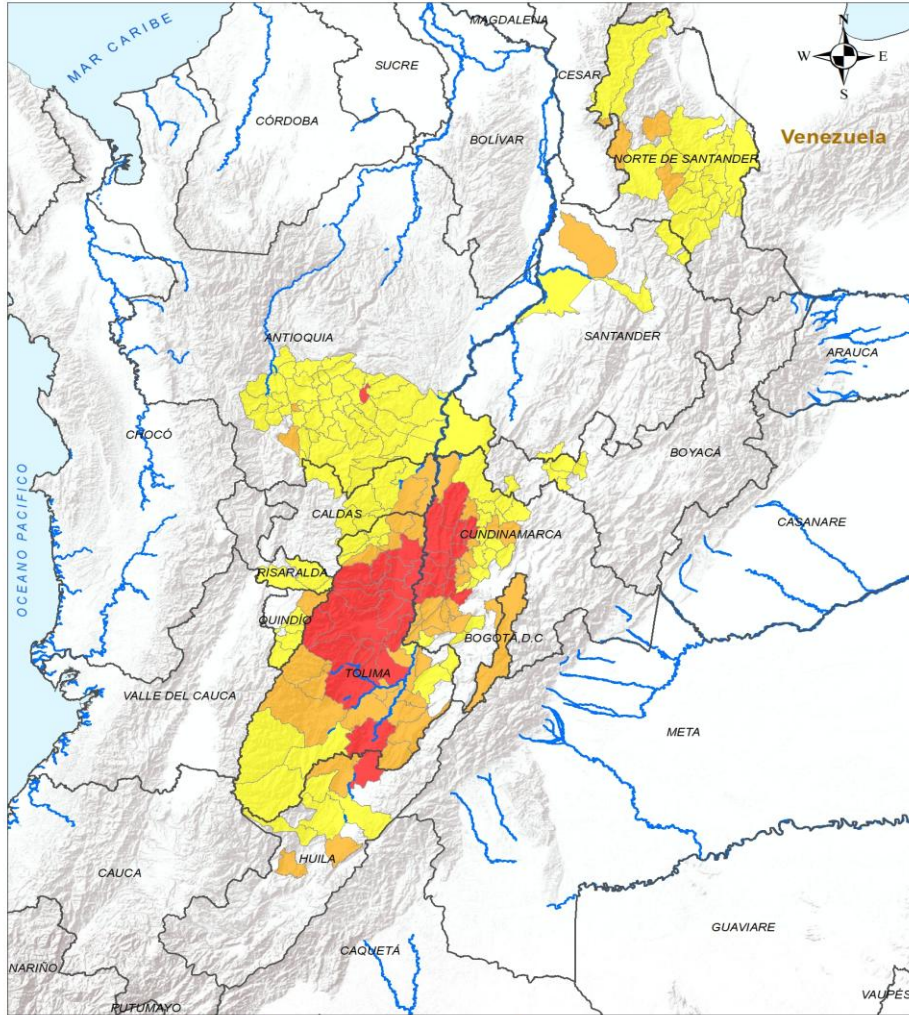 MAGDALENA
MAR CARIBE
SUCRE
CESAR
N
W
E
S
CÓRDOBA
BOLÍVAR
Venezuela
NORTE DE SANTANDER
ANTIOQUIA
SANTANDER
ARAUCA
CHOCÓ
BOYACÁ
CALDAS
CUNDINAMARCA
CASANARE
OCEANO PACIFICO
RISARALDA
QUINDÍO
BOGOTÁ, D.C
TOLIMA
VALLE DEL CAUCA
META
HUILA
CAUCA
GUAVIARE
CAQUETÁ
NARIÑO
VAUPÉS
PUTUMAYO